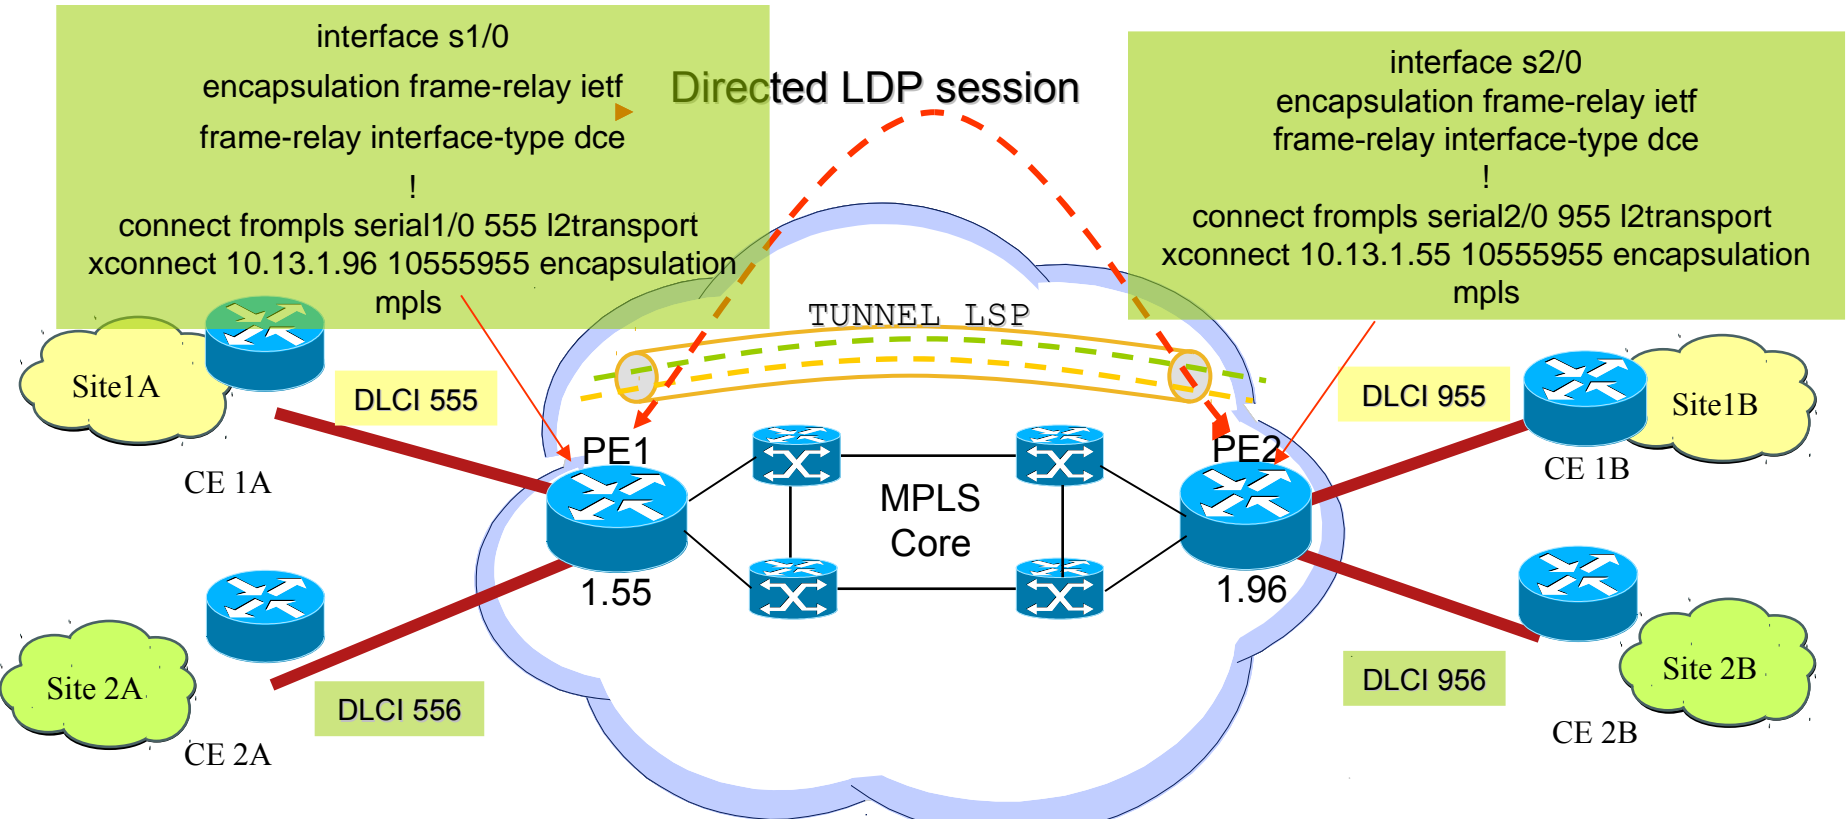 interface s1/0
encapsulation frame-relay ietf
frame-relay interface-type dce
!
connect frompls serial1/0 555 l2transport
xconnect 10.13.1.96 10555955 encapsulation
mpls
Directed LDP session
interface s2/0
encapsulation frame-relay ietf
frame-relay interface-type dce
!
connect frompls serial2/0 955 l2transport
xconnect 10.13.1.55 10555955 encapsulation
mpls
TUNNEL LSP
Site1A
DLCI 555
DLCI 955
Site1B
CE 1A
PE1
PE2
CE 1B
MPLS
Core
1.55
1.96
Site 2A
DLCI 556
DLCI 956
Site 2B
CE 2A
CE 2B